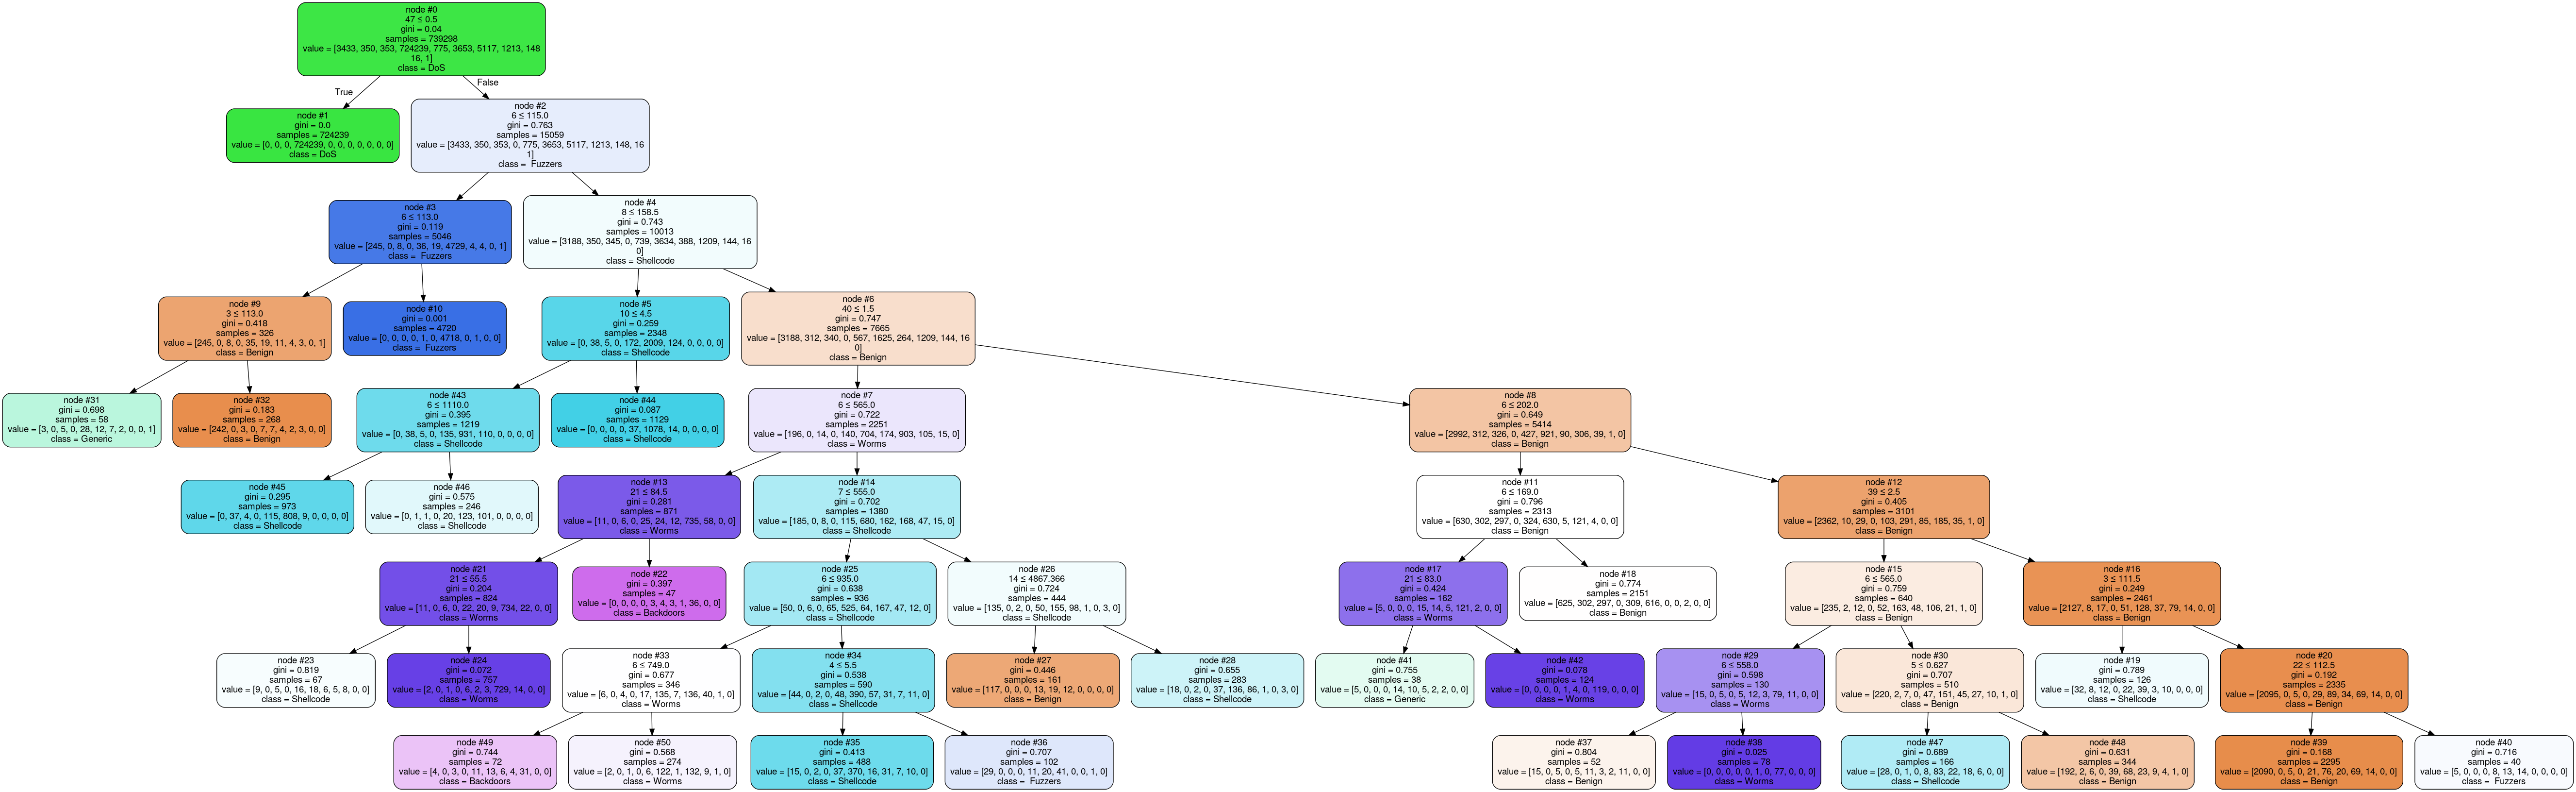 node #0
47 ≤ 0.5
gini = 0.04
samples = 739298
value = [3433, 350, 353, 724239, 775, 3653, 5117, 1213, 148
16, 1]
class = DoS
True
False
node #1
gini = 0.0
samples = 724239
value = [0, 0, 0, 724239, 0, 0, 0, 0, 0, 0, 0]
class = DoS
node #2
6 ≤ 115.0
gini = 0.763
samples = 15059
value = [3433, 350, 353, 0, 775, 3653, 5117, 1213, 148, 16
1]
class =  Fuzzers
node #3
6 ≤ 113.0
gini = 0.119
samples = 5046
value = [245, 0, 8, 0, 36, 19, 4729, 4, 4, 0, 1]
class =  Fuzzers
node #4
8 ≤ 158.5
gini = 0.743
samples = 10013
value = [3188, 350, 345, 0, 739, 3634, 388, 1209, 144, 16
0]
class = Shellcode
node #9
3 ≤ 113.0
gini = 0.418
samples = 326
value = [245, 0, 8, 0, 35, 19, 11, 4, 3, 0, 1]
class = Benign
node #10
gini = 0.001
samples = 4720
value = [0, 0, 0, 0, 1, 0, 4718, 0, 1, 0, 0]
class =  Fuzzers
node #5
10 ≤ 4.5
gini = 0.259
samples = 2348
value = [0, 38, 5, 0, 172, 2009, 124, 0, 0, 0, 0]
class = Shellcode
node #6
40 ≤ 1.5
gini = 0.747
samples = 7665
value = [3188, 312, 340, 0, 567, 1625, 264, 1209, 144, 16
0]
class = Benign
node #31
gini = 0.698
samples = 58
value = [3, 0, 5, 0, 28, 12, 7, 2, 0, 0, 1]
class = Generic
node #32
gini = 0.183
samples = 268
value = [242, 0, 3, 0, 7, 7, 4, 2, 3, 0, 0]
class = Benign
node #43
6 ≤ 1110.0
gini = 0.395
samples = 1219
value = [0, 38, 5, 0, 135, 931, 110, 0, 0, 0, 0]
class = Shellcode
node #44
gini = 0.087
samples = 1129
value = [0, 0, 0, 0, 37, 1078, 14, 0, 0, 0, 0]
class = Shellcode
node #7
6 ≤ 565.0
gini = 0.722
samples = 2251
value = [196, 0, 14, 0, 140, 704, 174, 903, 105, 15, 0]
class = Worms
node #8
6 ≤ 202.0
gini = 0.649
samples = 5414
value = [2992, 312, 326, 0, 427, 921, 90, 306, 39, 1, 0]
class = Benign
node #45
gini = 0.295
samples = 973
value = [0, 37, 4, 0, 115, 808, 9, 0, 0, 0, 0]
class = Shellcode
node #46
gini = 0.575
samples = 246
value = [0, 1, 1, 0, 20, 123, 101, 0, 0, 0, 0]
class = Shellcode
node #13
21 ≤ 84.5
gini = 0.281
samples = 871
value = [11, 0, 6, 0, 25, 24, 12, 735, 58, 0, 0]
class = Worms
node #14
7 ≤ 555.0
gini = 0.702
samples = 1380
value = [185, 0, 8, 0, 115, 680, 162, 168, 47, 15, 0]
class = Shellcode
node #11
6 ≤ 169.0
gini = 0.796
samples = 2313
value = [630, 302, 297, 0, 324, 630, 5, 121, 4, 0, 0]
class = Benign
node #12
39 ≤ 2.5
gini = 0.405
samples = 3101
value = [2362, 10, 29, 0, 103, 291, 85, 185, 35, 1, 0]
class = Benign
node #21
21 ≤ 55.5
gini = 0.204
samples = 824
value = [11, 0, 6, 0, 22, 20, 9, 734, 22, 0, 0]
class = Worms
node #22
gini = 0.397
samples = 47
value = [0, 0, 0, 0, 3, 4, 3, 1, 36, 0, 0]
class = Backdoors
node #25
6 ≤ 935.0
gini = 0.638
samples = 936
value = [50, 0, 6, 0, 65, 525, 64, 167, 47, 12, 0]
class = Shellcode
node #26
14 ≤ 4867.366
gini = 0.724
samples = 444
value = [135, 0, 2, 0, 50, 155, 98, 1, 0, 3, 0]
class = Shellcode
node #17
21 ≤ 83.0
gini = 0.424
samples = 162
value = [5, 0, 0, 0, 15, 14, 5, 121, 2, 0, 0]
class = Worms
node #18
gini = 0.774
samples = 2151
value = [625, 302, 297, 0, 309, 616, 0, 0, 2, 0, 0]
class = Benign
node #15
6 ≤ 565.0
gini = 0.759
samples = 640
value = [235, 2, 12, 0, 52, 163, 48, 106, 21, 1, 0]
class = Benign
node #16
3 ≤ 111.5
gini = 0.249
samples = 2461
value = [2127, 8, 17, 0, 51, 128, 37, 79, 14, 0, 0]
class = Benign
node #23
gini = 0.819
samples = 67
value = [9, 0, 5, 0, 16, 18, 6, 5, 8, 0, 0]
class = Shellcode
node #24
gini = 0.072
samples = 757
value = [2, 0, 1, 0, 6, 2, 3, 729, 14, 0, 0]
class = Worms
node #33
6 ≤ 749.0
gini = 0.677
samples = 346
value = [6, 0, 4, 0, 17, 135, 7, 136, 40, 1, 0]
class = Worms
node #34
4 ≤ 5.5
gini = 0.538
samples = 590
value = [44, 0, 2, 0, 48, 390, 57, 31, 7, 11, 0]
class = Shellcode
node #27
gini = 0.446
samples = 161
value = [117, 0, 0, 0, 13, 19, 12, 0, 0, 0, 0]
class = Benign
node #28
gini = 0.655
samples = 283
value = [18, 0, 2, 0, 37, 136, 86, 1, 0, 3, 0]
class = Shellcode
node #41
gini = 0.755
samples = 38
value = [5, 0, 0, 0, 14, 10, 5, 2, 2, 0, 0]
class = Generic
node #42
gini = 0.078
samples = 124
value = [0, 0, 0, 0, 1, 4, 0, 119, 0, 0, 0]
class = Worms
node #29
6 ≤ 558.0
gini = 0.598
samples = 130
value = [15, 0, 5, 0, 5, 12, 3, 79, 11, 0, 0]
class = Worms
node #30
5 ≤ 0.627
gini = 0.707
samples = 510
value = [220, 2, 7, 0, 47, 151, 45, 27, 10, 1, 0]
class = Benign
node #19
gini = 0.789
samples = 126
value = [32, 8, 12, 0, 22, 39, 3, 10, 0, 0, 0]
class = Shellcode
node #20
22 ≤ 112.5
gini = 0.192
samples = 2335
value = [2095, 0, 5, 0, 29, 89, 34, 69, 14, 0, 0]
class = Benign
node #49
gini = 0.744
samples = 72
value = [4, 0, 3, 0, 11, 13, 6, 4, 31, 0, 0]
class = Backdoors
node #50
gini = 0.568
samples = 274
value = [2, 0, 1, 0, 6, 122, 1, 132, 9, 1, 0]
class = Worms
node #35
gini = 0.413
samples = 488
value = [15, 0, 2, 0, 37, 370, 16, 31, 7, 10, 0]
class = Shellcode
node #36
gini = 0.707
samples = 102
value = [29, 0, 0, 0, 11, 20, 41, 0, 0, 1, 0]
class =  Fuzzers
node #37
gini = 0.804
samples = 52
value = [15, 0, 5, 0, 5, 11, 3, 2, 11, 0, 0]
class = Benign
node #38
gini = 0.025
samples = 78
value = [0, 0, 0, 0, 0, 1, 0, 77, 0, 0, 0]
class = Worms
node #47
gini = 0.689
samples = 166
value = [28, 0, 1, 0, 8, 83, 22, 18, 6, 0, 0]
class = Shellcode
node #48
gini = 0.631
samples = 344
value = [192, 2, 6, 0, 39, 68, 23, 9, 4, 1, 0]
class = Benign
node #39
gini = 0.168
samples = 2295
value = [2090, 0, 5, 0, 21, 76, 20, 69, 14, 0, 0]
class = Benign
node #40
gini = 0.716
samples = 40
value = [5, 0, 0, 0, 8, 13, 14, 0, 0, 0, 0]
class =  Fuzzers